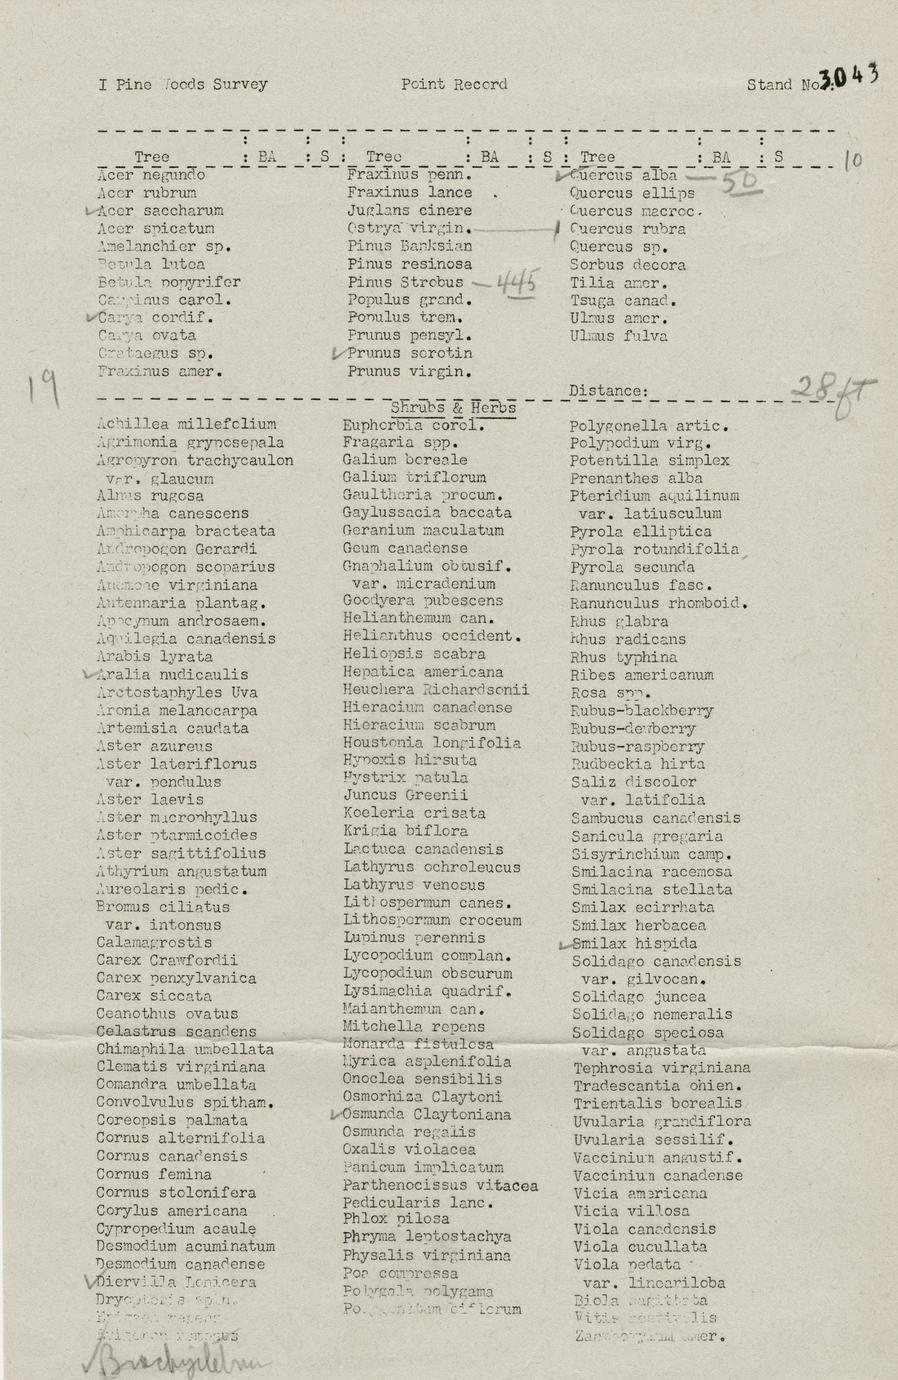 I Pine Woods Survey Point Record Stand No. 3043
Tree : BA : S : Tree : BA : S : Tree : BA : S 10
Acer negundo Fraxinus penn. ✓Quercus alba — 50
Acer rubrum Fraxinus lance . Quercus ellips
✓Acer saccharum Juglans cinere Quercus macroc.
Acer spicatum Ostrya virgin. Quercus rubra
Amelanchier sp. Pinus Banksian Quercus sp.
Betula lutea Pinus resinosa Sorbus decora
Betula popyrifer Pinus Strobus — 445 Tilia amer.
Carpinus carol. Populus grand. Tsuga canad.
✓Carya cordif. Populus trem. Ulmus amer.
Carya ovata Prunus pensyl. Ulmus fulva
Crataegus sp. ✓Prunus serotin
Fraxinus amer. Prunus virgin.
19 Distance: 28 ft
Shrubs & Herbs
Achillea millefolium Euphorbia corol. Polygonella artic.
Agrimonia gryposepala Fragaria spp. Polypodium virg.
Agropyron trachycaulon Galium boreale Potentilla simplex
var. glaucum Galium triflorum Prenanthes alba
Alnus rugosa Gaultheria procum. Pteridium aquilinum
Amorpha canescens Gaylussacia baccata var. latiusculum
Amphicarpa bracteata Geranium maculatum Pyrola elliptica
Andropogon Gerardi Geum canadense Pyrola rotundifolia
Andropogon scoparius Gnaphalium obtusif. Pyrola secunda
Anemone virginiana var. micradenium Ranunculus fasc.
Antennaria plantag. Goodyera pubescens Ranunculus rhomboid.
Apocynum androsaem. Helianthemum can. Rhus glabra
Aquilegia canadensis Helianthus occident. Rhus radicans
Arabis lyrata Heliopsis scabra Rhus typhina
✓Aralia nudicaulis Hepatica americana Ribes americanum
Arctostaphyles Uva Heuchera Richardsonii Rosa spp.
Aronia melanocarpa Hieracium canadense Rubus-blackberry
Artemisia caudata Hieracium scabrum Rubus-dewberry
Aster azureus Houstonia longifolia Rubus-raspberry
Aster lateriflorus Hypoxis hirsuta Rudbeckia hirta
var. pendulus Hystrix patula Saliz discolor
Aster laevis Juncus Greenii var. latifolia
Aster macrophyllus Koeleria crisata Sambucus canadensis
Aster ptarmicoides Krigia biflora Sanicula gregaria
Aster sagittifolius Lactuca canadensis Sisyrinchium camp.
Athyrium angustatum Lathyrus ochroleucus Smilacina racemosa
Aureolaris pedic. Lathyrus venosus Smilacina stellata
Bromus ciliatus Lithospermum canes. Smilax ecirrhata
var. intonsus Lithospermum croceum Smilax herbacea
Calamagrostis Lupinus perennis ✓Smilax hispida
Carex Crawfordii Lycopodium complan. Solidago canadensis
Carex penxylvanica Lycopodium obscurum var. gilvocan.
Carex siccata Lysimachia quadrif. Solidago juncea
Ceanothus ovatus Maianthemum can. Solidago nemeralis
Celastrus scandens Mitchella repens Solidago speciosa
Chimaphila umbellata Monarda fistulosa var. angustata
Clematis virginiana Myrica asplenifolia Tephrosia virginiana
Comandra umbellata Onoclea sensibilis Tradescantia ohien.
Convolvulus spitham. Osmorhiza Claytoni Trientalis borealis
Coreopsis palmata ✓Osmunda Claytoniana Uvularia grandiflora
Cornus alternifolia Osmunda regalis Uvularia sessilif.
Cornus canadensis Oxalis violacea Vaccinium angustif.
Cornus femina Panicum implicatum Vaccinium canadense
Cornus stolonifera Parthenocissus vitacea Vicia americana
Corylus americana Pedicularis lanc. Vicia villosa
Cypropedium acaule Phlox pilosa Viola canadensis
Desmodium acuminatum Phryma leptostachya Viola cucullata
Desmodium canadense Physalis virginiana Viola pedata
✓Diervilla Lonicera Poa compressa var. lineariloba
Dryopteris Polygala polygama Biola sagittata
Polygonatum biflorum Vitis
amer.
✓